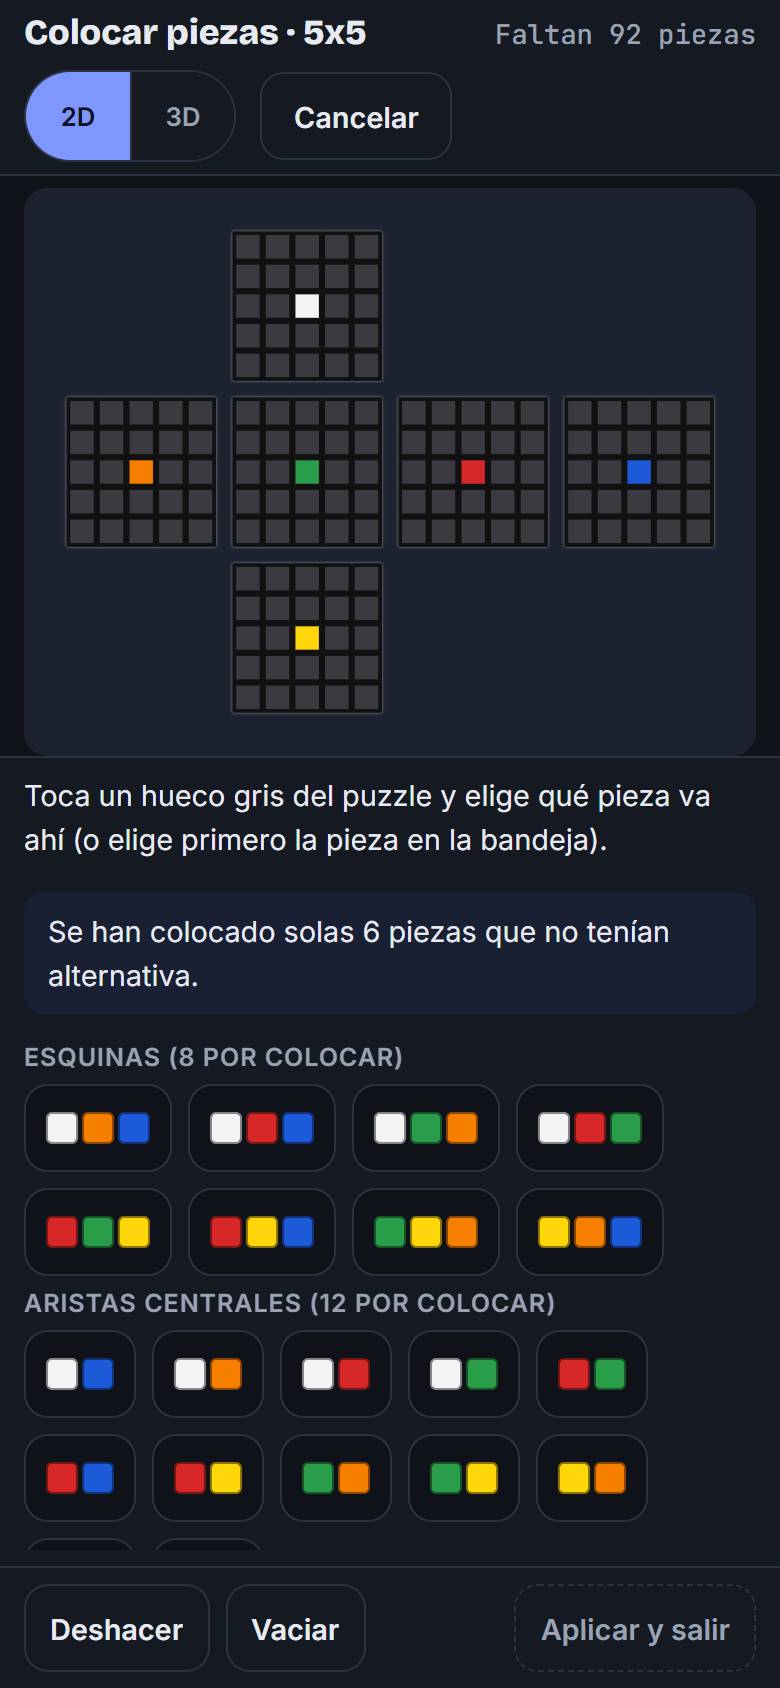 Colocar piezas · 5x5
Faltan 92 piezas
2D
3D
Cancelar
Toca un hueco gris del puzzle y elige qué pieza va
ahí (o elige primero la pieza en la bandeja).
Se han colocado solas 6 piezas que no tenían
alternativa.
ESQUINAS (8 POR COLOCAR)
ARISTAS CENTRALES (12 POR COLOCAR)
Deshacer
Vaciar
Aplicar y salir